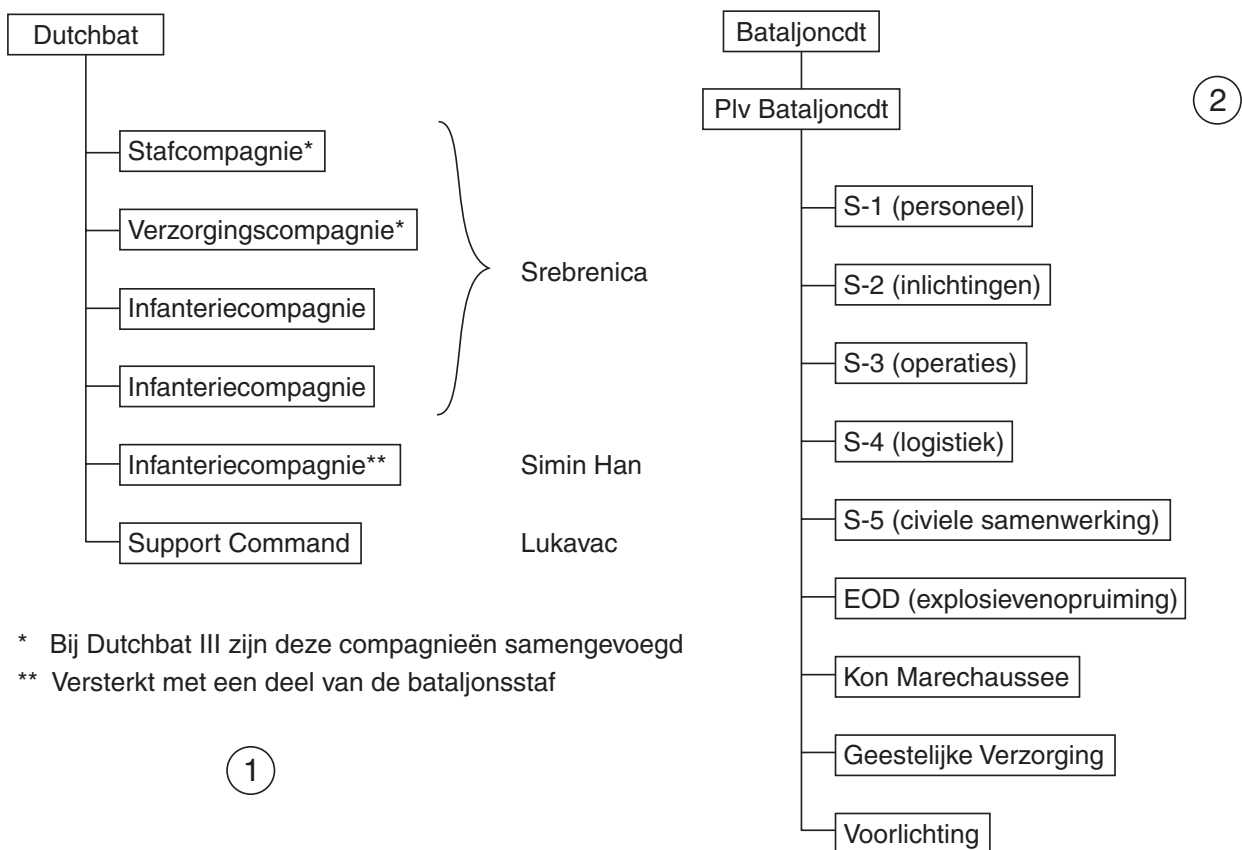 Dutchbat
Stafcompagnie*
Verzorgingscompagnie*
Infanteriecompagnie
Infanteriecompagnie
Srebrenica
Infanteriecompagnie**
Simin Han
Support Command
Lukavac
* Bij Dutchbat III zijn deze compagnieën samengevoegd
** Versterkt met een deel van de bataljonsstaf
1
Bataljoncdt
Plv Bataljoncdt
2
S-1 (personeel)
S-2 (inlichtingen)
S-3 (operaties)
S-4 (logistiek)
S-5 (civiele samenwerking)
EOD (explosievenopruiming)
Kon Marechaussee
Geestelijke Verzorging
Voorlichting